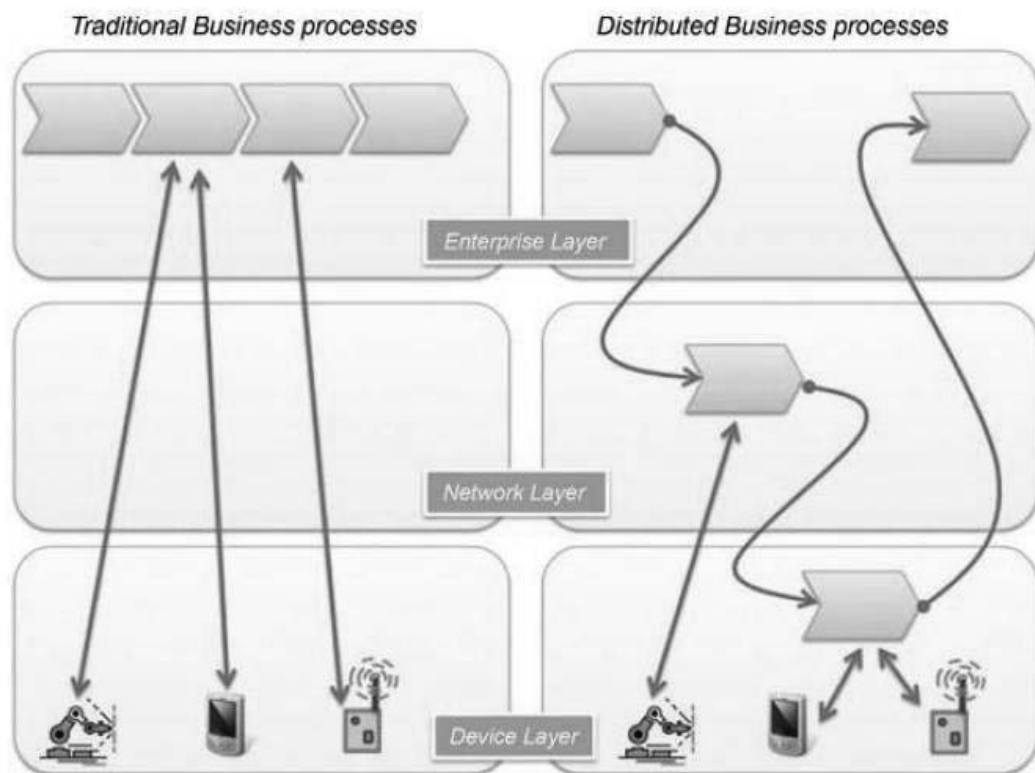 Traditional Business processes
Distributed Business processes
Enterprise Layer
Network Layer
Device Layer